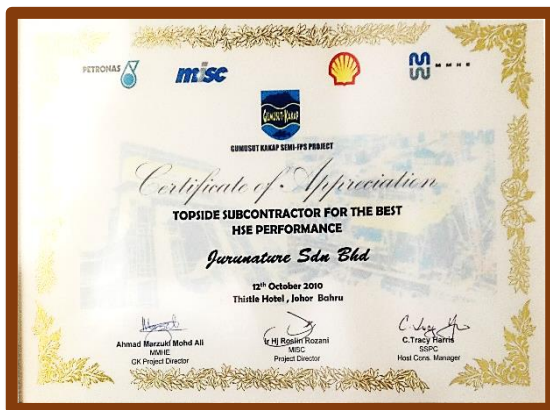 PETRONAS
misc
MMHE
GUMUSUT-KAKAP
GUMUSUT KAKAP SEMI-FPS PROJECT
Certificate of Appreciation
TOPSIDE SUBCONTRACTOR FOR THE BEST
HSE PERFORMANCE
Jurunature Sdn Bhd
12th October 2010
Thistle Hotel , Johor Bahru
Ahmad Marzuki Mohd Ali
MMHE
GK Project Director
Ir Hj Roslin Rozani
MISC
Project Director
C.Tracy Harris
SSPC
Host Cons. Manager